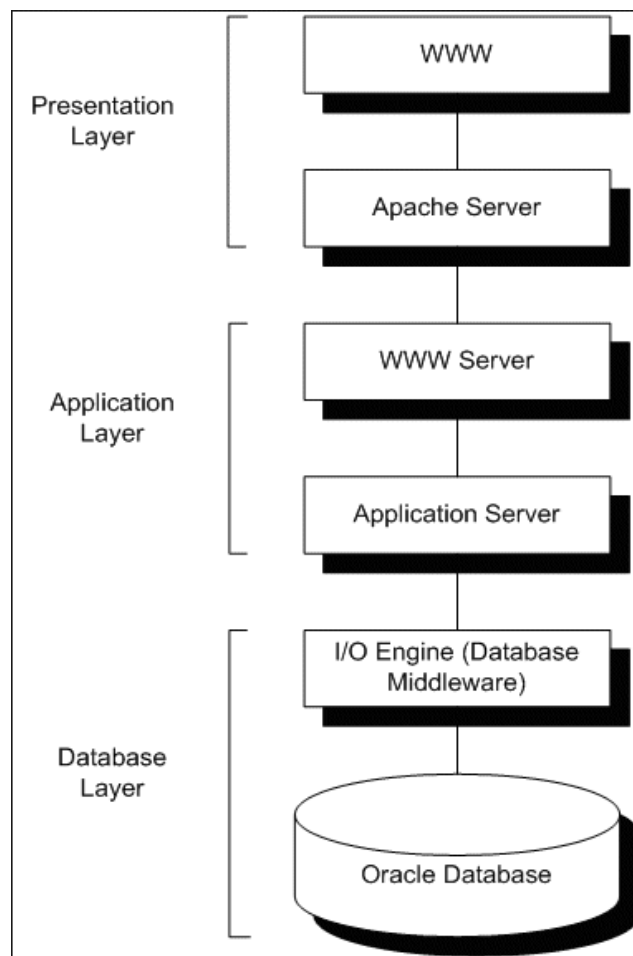 WWW
Presentation
Layer
Apache Server
WWW Server
Application
Layer
Application Server
I/O Engine (Database
Middleware)
Database
Layer
Oracle Database